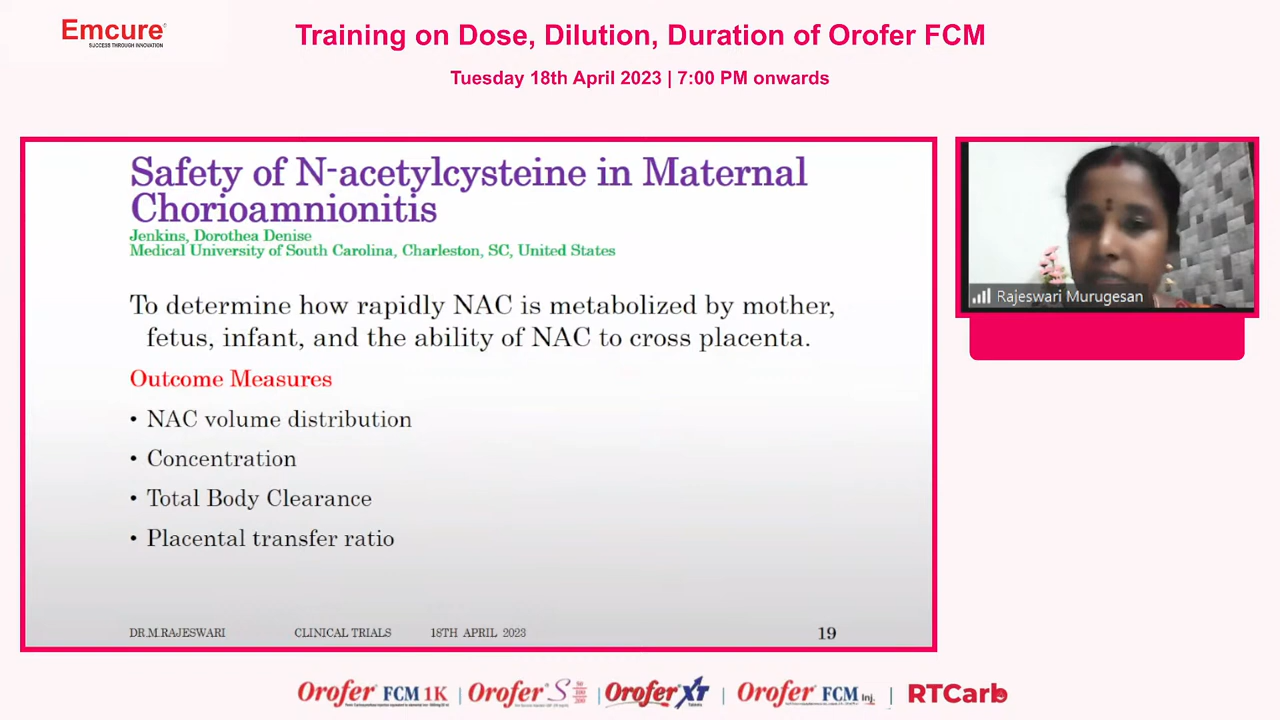 Emcure
SUCCESS THROUGH INNOVATION
Training on Dose, Dilution, Duration of Orofer FCM
Tuesday 18th April 2023 | 7:00 PM onwards
Safety of N-acetylcysteine in Maternal
Chorioamnionitis
Jenkins, Dorothea Denise
Medical University of South Carolina, Charleston, SC, United States
To determine how rapidly NAC is metabolized by mother,
fetus, infant, and the ability of NAC to cross placenta.
Outcome Measures
• NAC volume distribution
• Concentration
• Total Body Clearance
• Placental transfer ratio
DR.M.RAJESWARI CLINICAL TRIALS 18TH APRIL 2023 19
Rajeswari Murugesan
Orofer FCM 1K | Orofer S 50 100 200 | Orofer XT Tablets | Orofer FCM Inj. | RTCarb